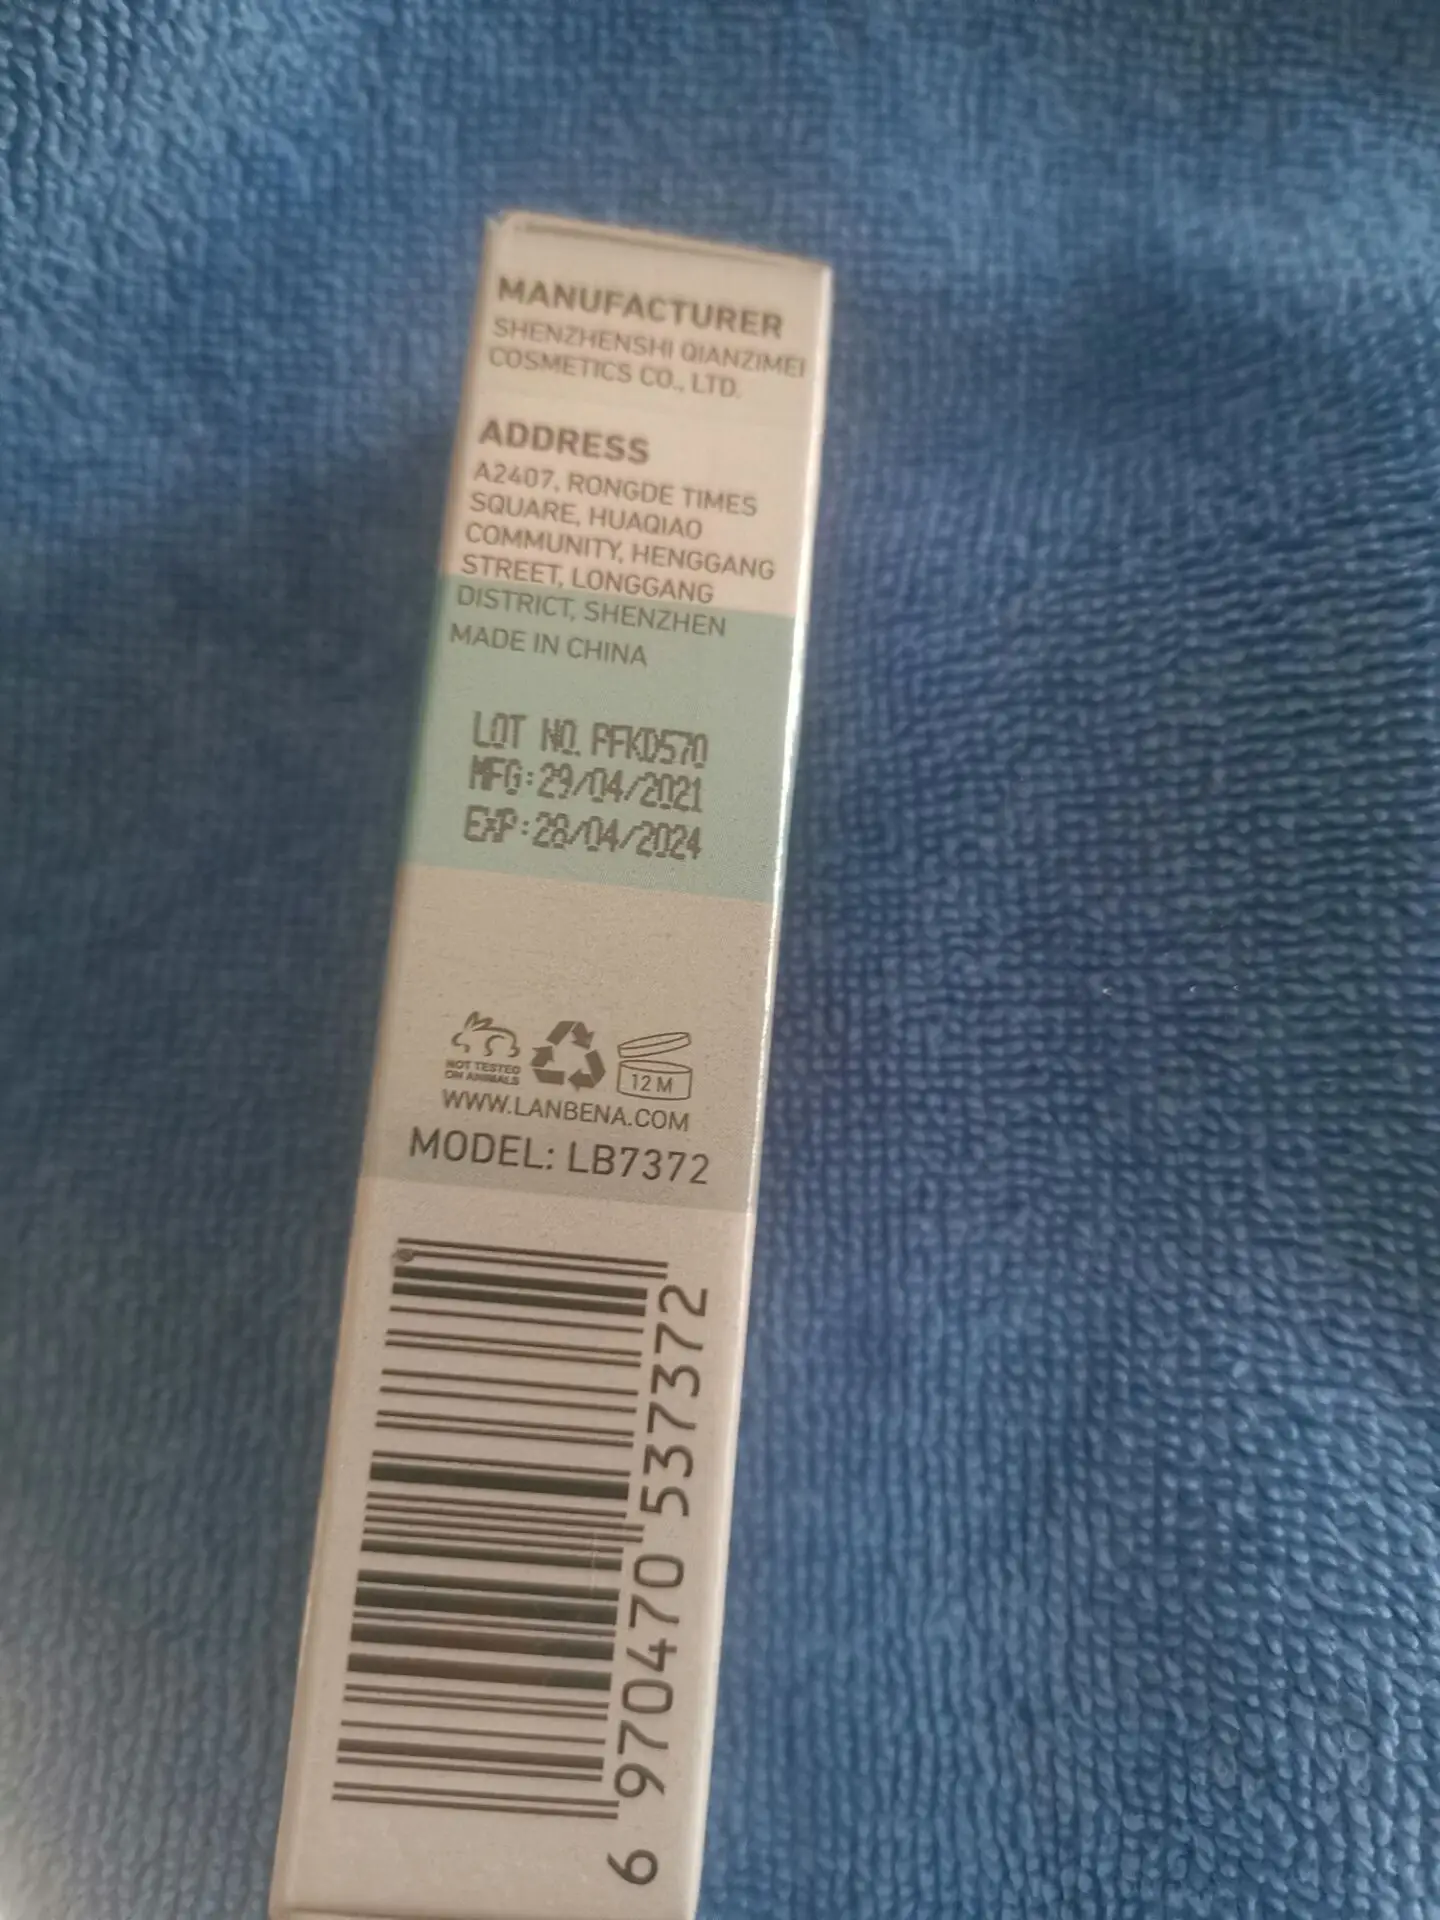 MANUFACTURER
SHENZHENSHI QIANZIMEI
COSMETICS CO., LTD.
ADDRESS
A2407, RONGDE TIMES
SQUARE, HUAQIAO
COMMUNITY, HENGGANG
STREET, LONGGANG
DISTRICT, SHENZHEN
MADE IN CHINA
LOT NO. PFKD570
MFG:29/04/2021
EXP:28/04/2024
NOT TESTED
ON ANIMALS
12 M
WWW.LANBENA.COM
MODEL: LB7372
6 970470 537372